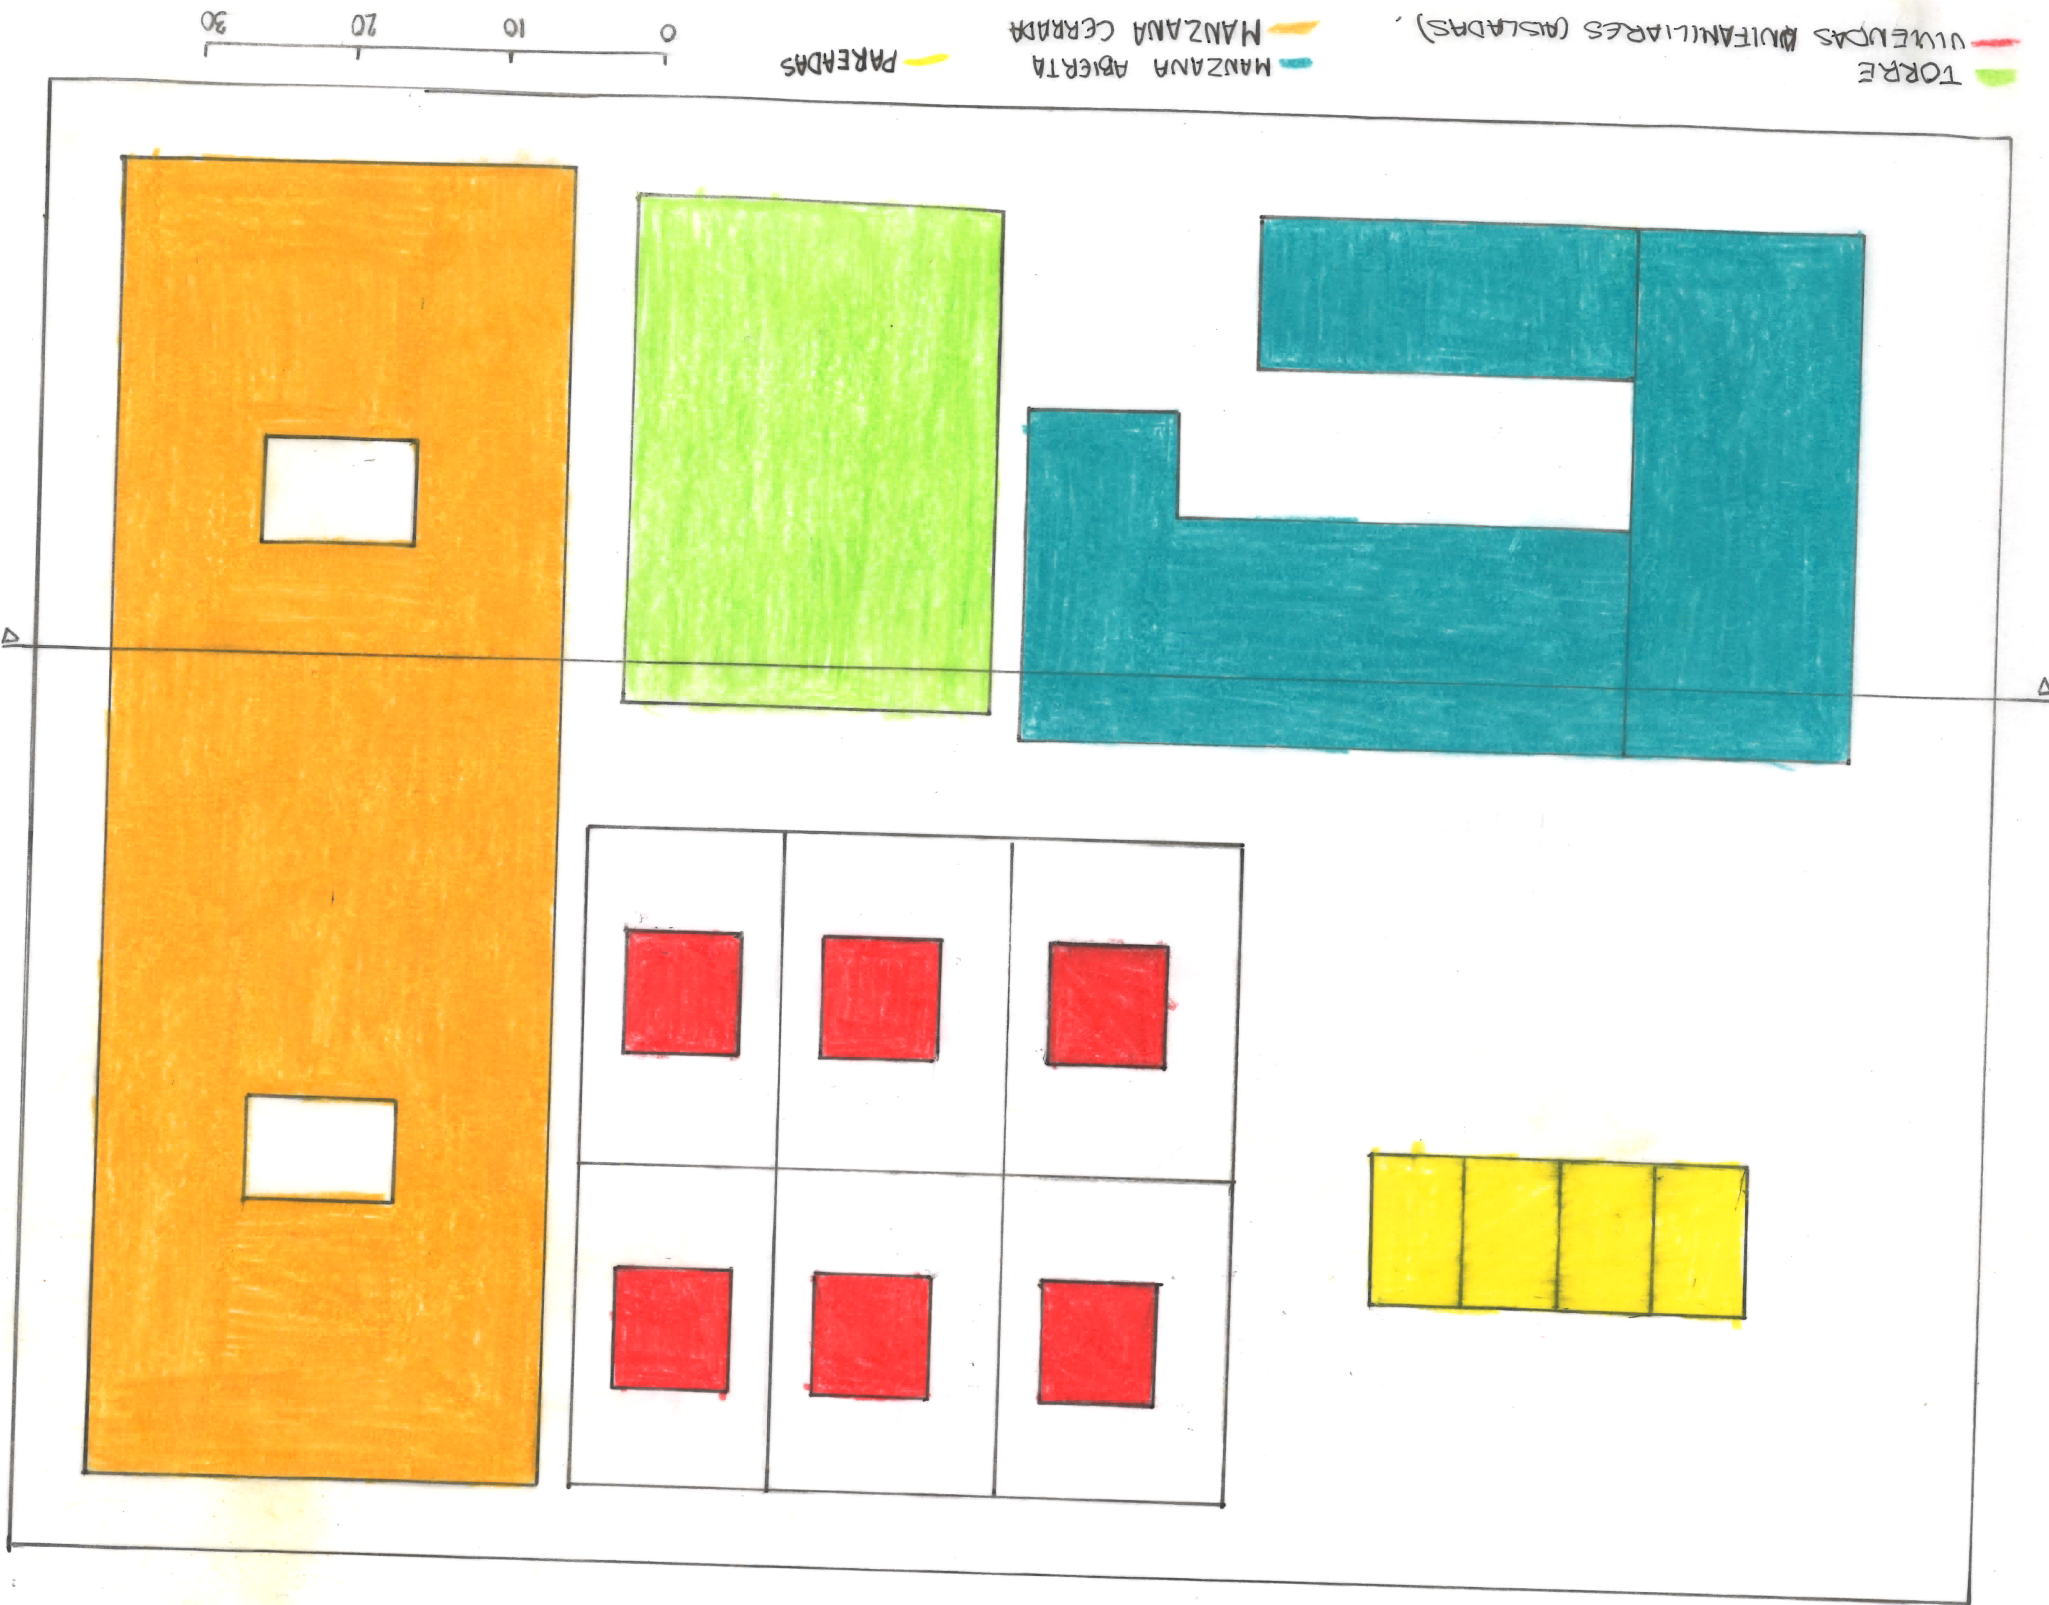 TORRE
VIVIENDAS UNIFAMILIARES (AISLADAS).
MANZANA ABIERTA
MANZANA CERRADA
PAREADAS
0 10 20 30